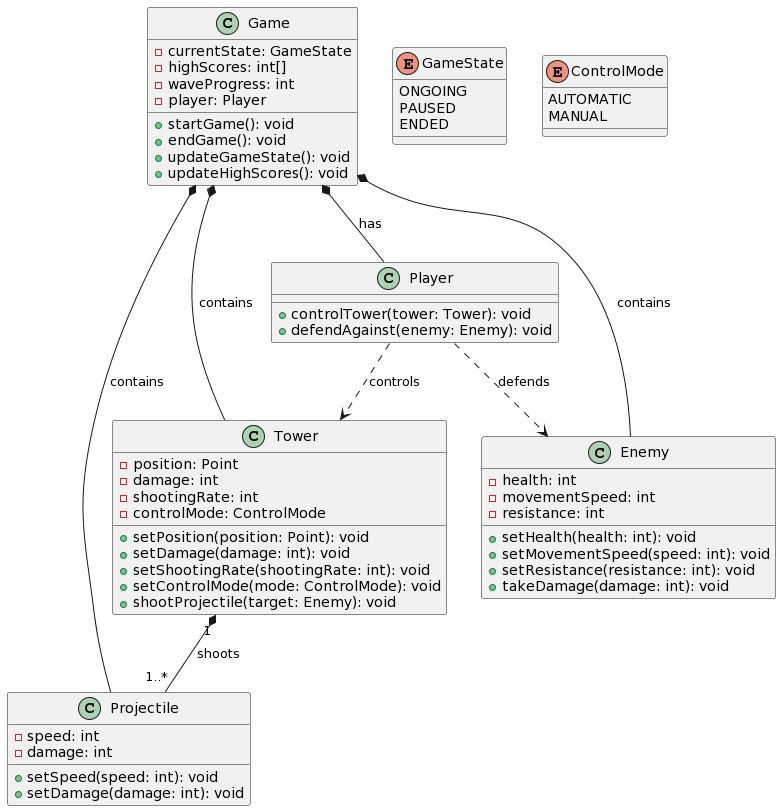 C Game
currentState: GameState
highScores: int[]
waveProgress: int
player: Player
startGame(): void
endGame(): void
updateGameState(): void
updateHighScores(): void
E GameState
ONGOING
PAUSED
ENDED
E ControlMode
AUTOMATIC
MANUAL
has
C Player
controlTower(tower: Tower): void
defendAgainst(enemy: Enemy): void
contains
contains
contains
controls
defends
C Tower
position: Point
damage: int
shootingRate: int
controlMode: ControlMode
setPosition(position: Point): void
setDamage(damage: int): void
setShootingRate(shootingRate: int): void
setControlMode(mode: ControlMode): void
shootProjectile(target: Enemy): void
C Enemy
health: int
movementSpeed: int
resistance: int
setHealth(health: int): void
setMovementSpeed(speed: int): void
setResistance(resistance: int): void
takeDamage(damage: int): void
1
shoots
1..*
C Projectile
speed: int
damage: int
setSpeed(speed: int): void
setDamage(damage: int): void